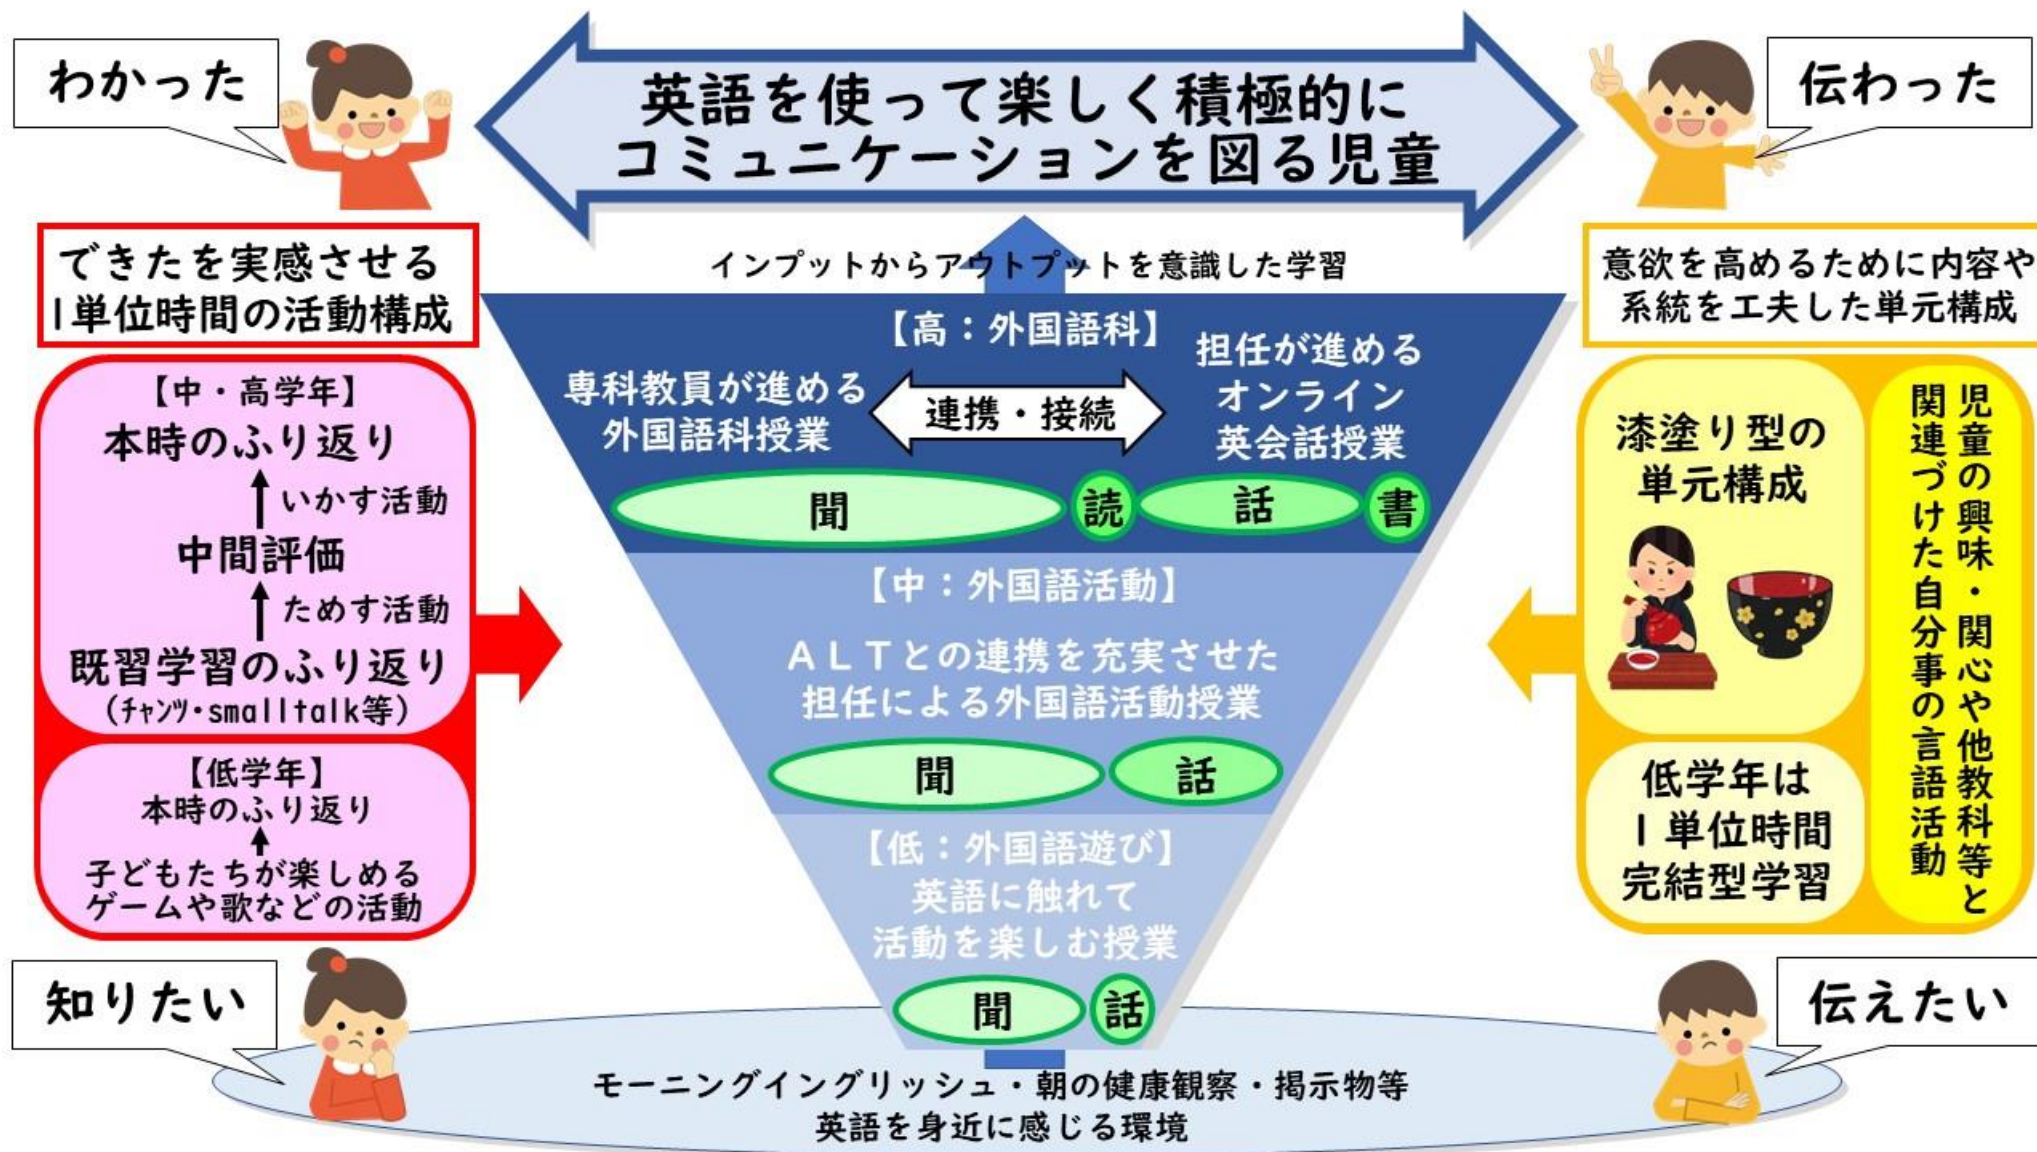 わかった
英語を使って楽しく積極的に
コミュニケーションを図る児童
伝わった
できたを実感させる
1単位時間の活動構成
【中・高学年】
本時のふり返り
いかす活動
中間評価
ためす活動
既習学習のふり返り
(チャンツ・smalltalk等)
【低学年】
本時のふり返り
子どもたちが楽しめる
ゲームや歌などの活動
インプットからアウトプットを意識した学習
【高：外国語科】
専科教員が進める
外国語科授業
連携・接続
担任が進める
オンライン
英会話授業
聞
読
話
書
【中：外国語活動】
ALTとの連携を充実させた
担任による外国語活動授業
聞
話
【低：外国語遊び】
英語に触れて
活動を楽しむ授業
聞
話
意欲を高めるために内容や
系統を工夫した単元構成
漆塗り型の
単元構成
低学年は
1単位時間
完結型学習
児童の興味・関心や他教科等と
関連づけた自分事の言語活動
知りたい
伝えたい
モーニングイングリッシュ・朝の健康観察・掲示物等
英語を身近に感じる環境